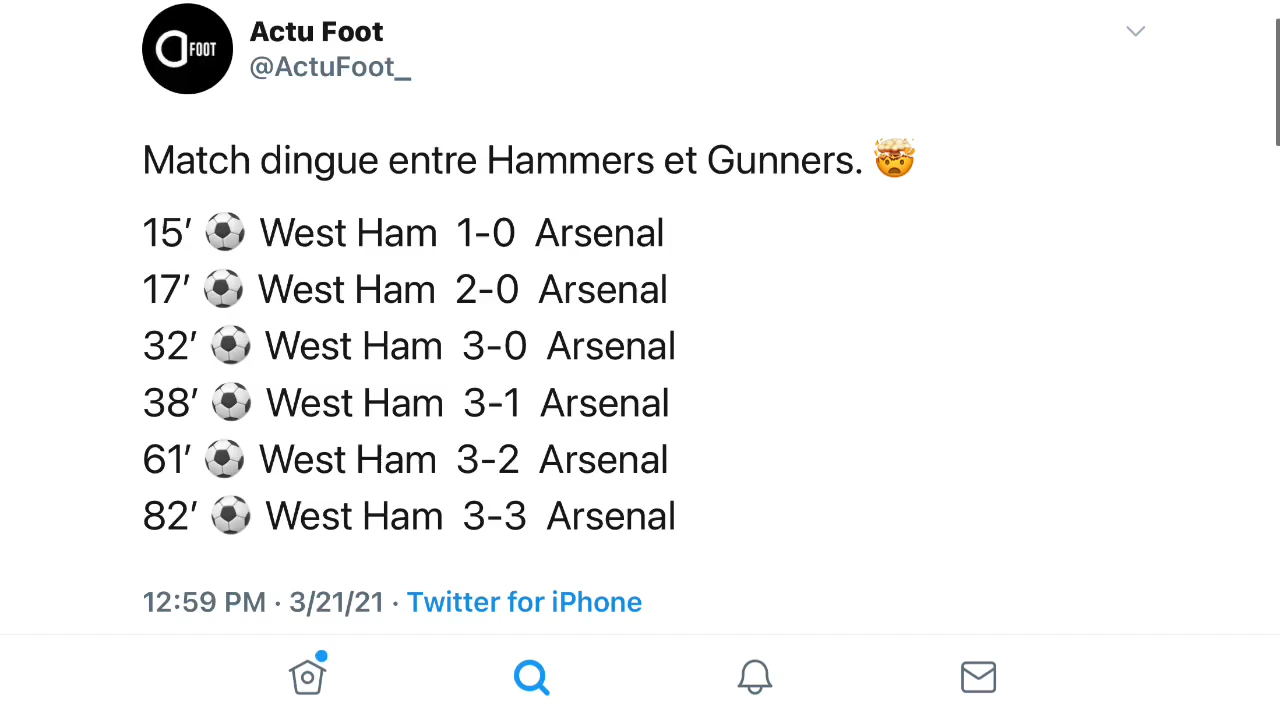 FOOT
Actu Foot
@ActuFoot_
Match dingue entre Hammers et Gunners. 🤯
15’ ⚽ West Ham 1-0 Arsenal
17’ ⚽ West Ham 2-0 Arsenal
32’ ⚽ West Ham 3-0 Arsenal
38’ ⚽ West Ham 3-1 Arsenal
61’ ⚽ West Ham 3-2 Arsenal
82’ ⚽ West Ham 3-3 Arsenal
12:59 PM · 3/21/21 · Twitter for iPhone